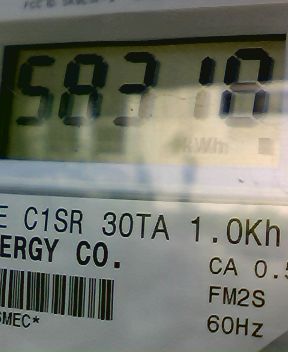 58318
kWh
E C1SR 30TA 1.0Kh
ERGY CO.
CA 0.5
FM2S
60Hz
SMEC*